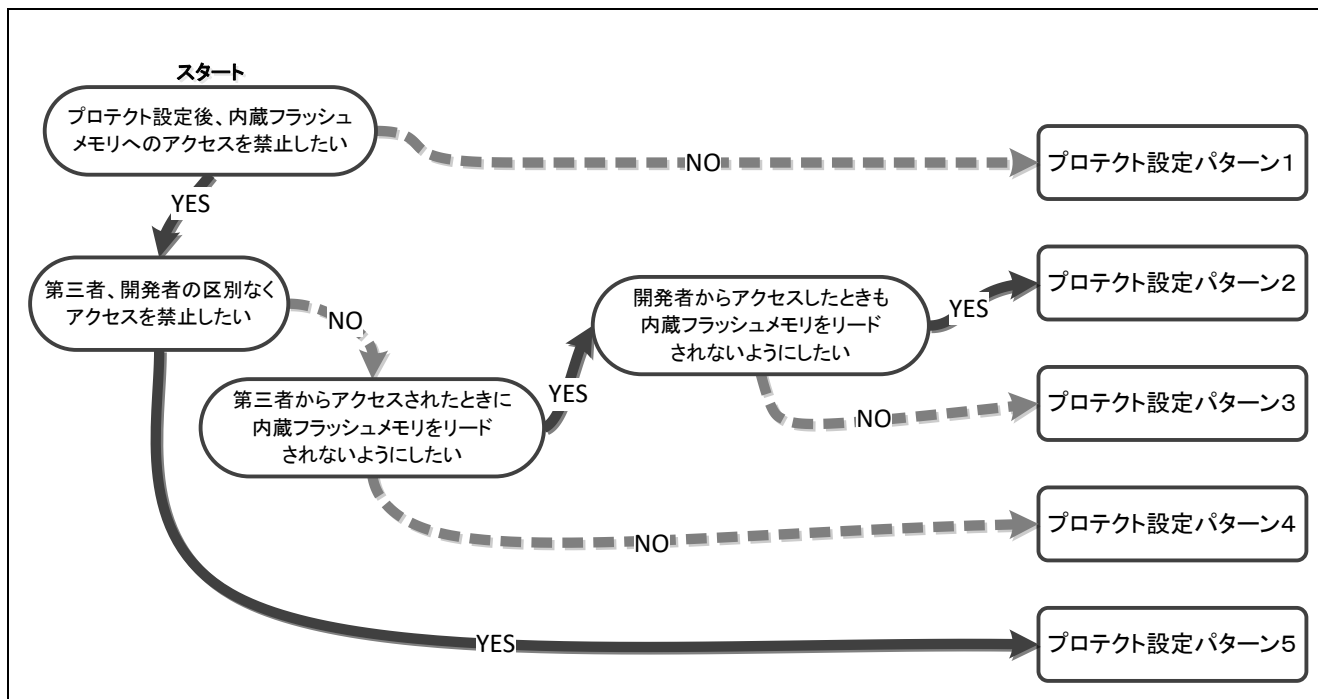 スタート
プロテクト設定後、内蔵フラッシュ
メモリへのアクセスを禁止したい
NO
プロテクト設定パターン1
YES
第三者、開発者の区別なく
アクセスを禁止したい
NO
第三者からアクセスされたときに
内蔵フラッシュメモリをリード
されないようにしたい
YES
開発者からアクセスしたときも
内蔵フラッシュメモリをリード
されないようにしたい
YES
プロテクト設定パターン2
NO
プロテクト設定パターン3
NO
プロテクト設定パターン4
YES
プロテクト設定パターン5